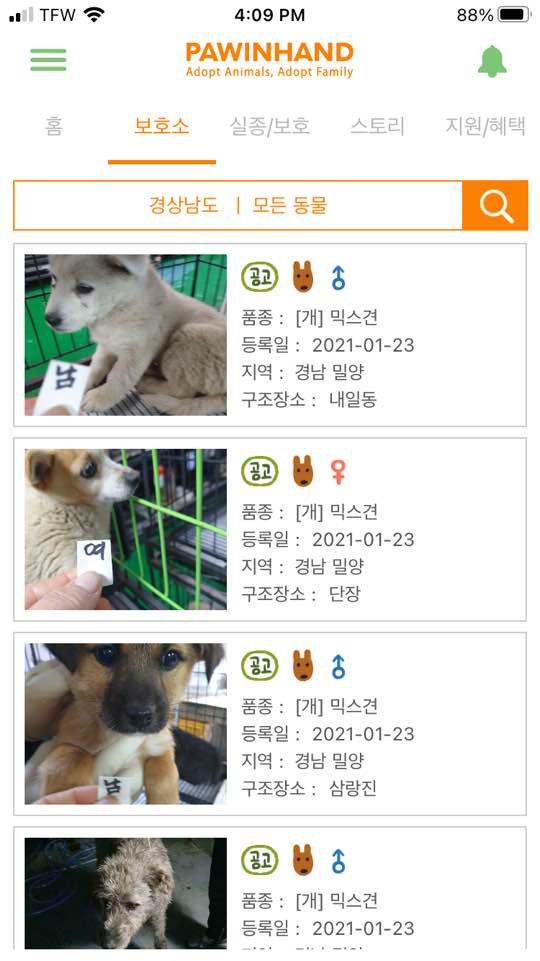 TFW
4:09 PM
88%
PAWINHAND
Adopt Animals, Adopt Family
홈
보호소
실종/보호
스토리
지원/혜택
경상남도 | 모든 동물
남
공고
품종 : [개] 믹스견
등록일 : 2021-01-23
지역 : 경남 밀양
구조장소 : 내일동
여
공고
품종 : [개] 믹스견
등록일 : 2021-01-23
지역 : 경남 밀양
구조장소 : 단장
남
공고
품종 : [개] 믹스견
등록일 : 2021-01-23
지역 : 경남 밀양
구조장소 : 삼랑진
공고
품종 : [개] 믹스견
등록일 : 2021-01-23